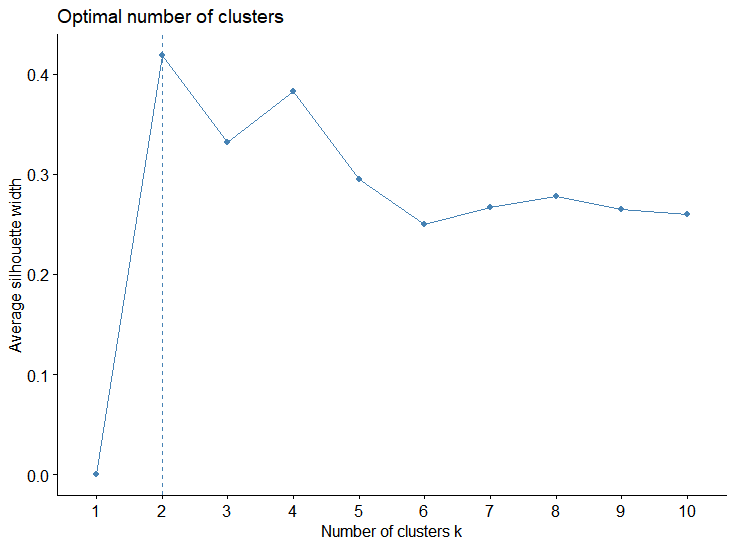 Optimal number of clusters
Average silhouette width
0.4
0.3
0.2
0.1
0.0
1 2 3 4 5 6 7 8 9 10
Number of clusters k